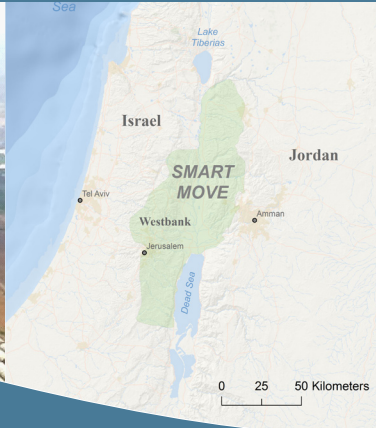 Sea
Lake
Tiberias
Israel
Jordan
SMART
MOVE
Tel Aviv
Amman
Westbank
Jerusalem
Dead Sea
0 25 50 Kilometers